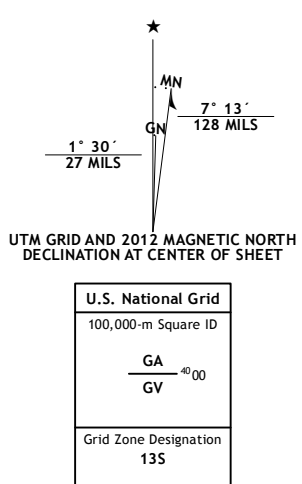 ★
MN
GN
7° 13´
128 MILS
1° 30´
27 MILS
UTM GRID AND 2012 MAGNETIC NORTH
DECLINATION AT CENTER OF SHEET
U.S. National Grid
100,000-m Square ID
GA
GV
4000
Grid Zone Designation
13S